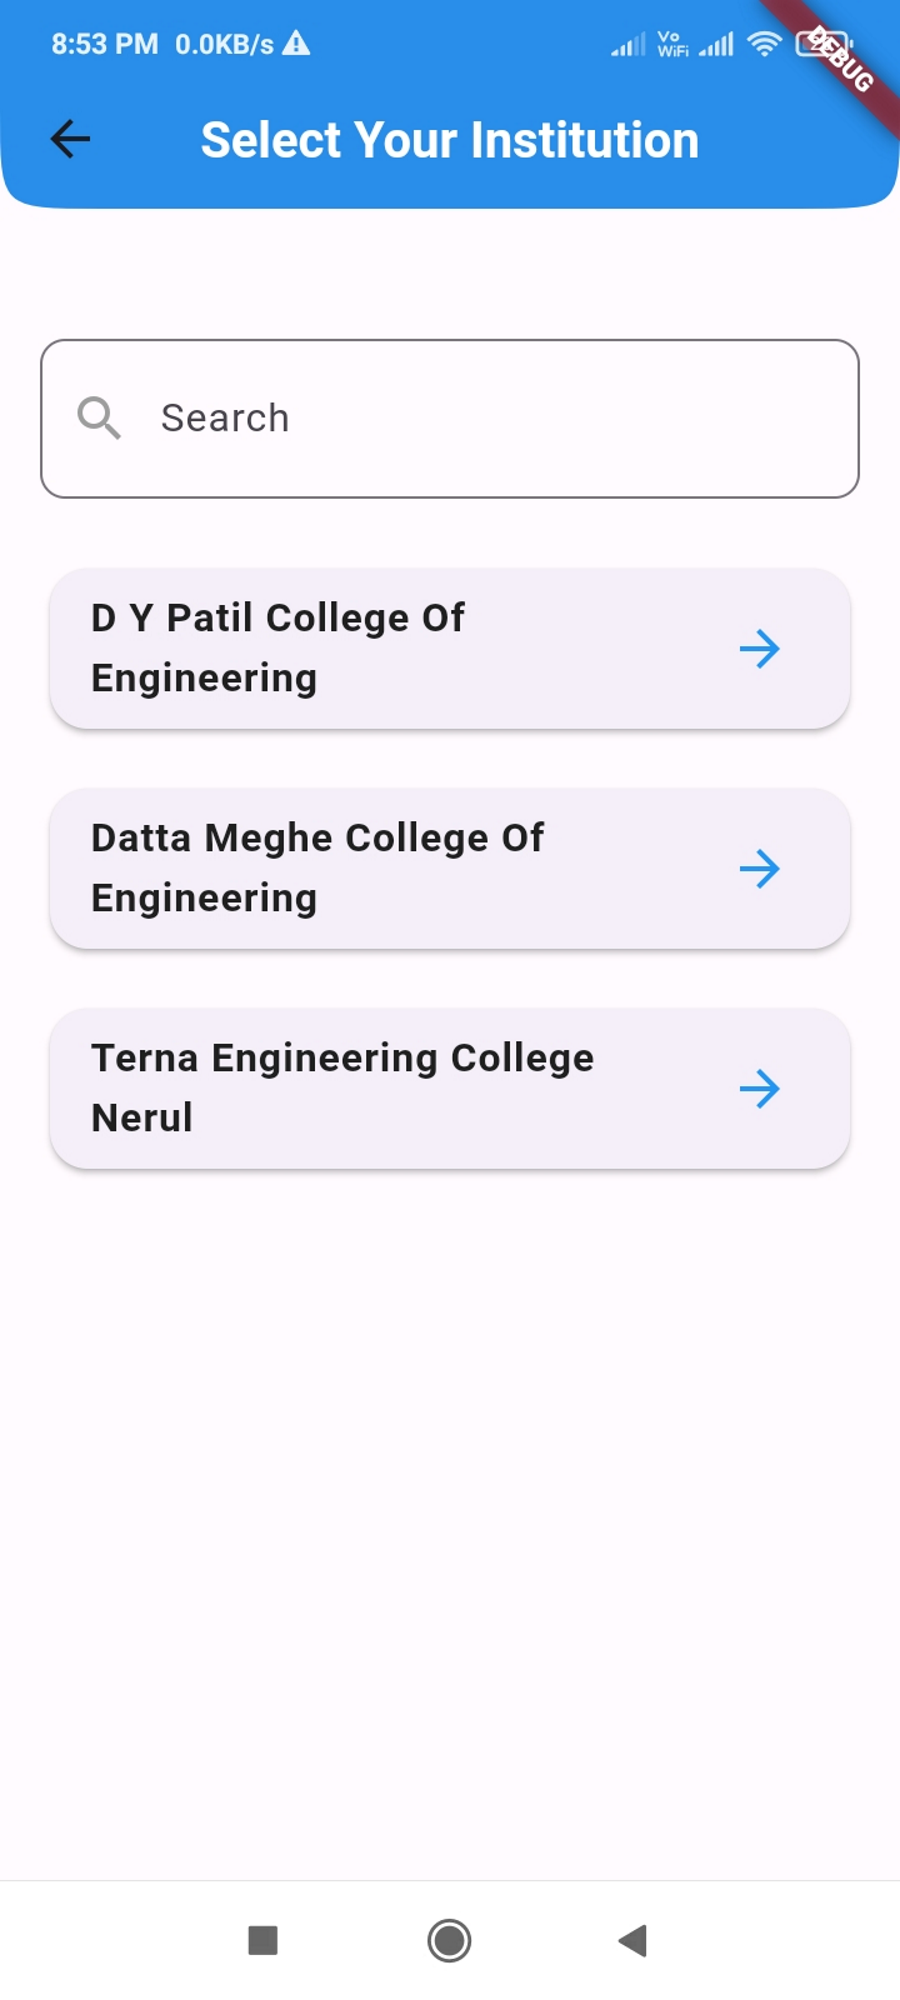 8:53 PM 0.0KB/s
Vo
WiFi
DEBUG
Select Your Institution
Search
D Y Patil College Of
Engineering
Datta Meghe College Of
Engineering
Terna Engineering College
Nerul